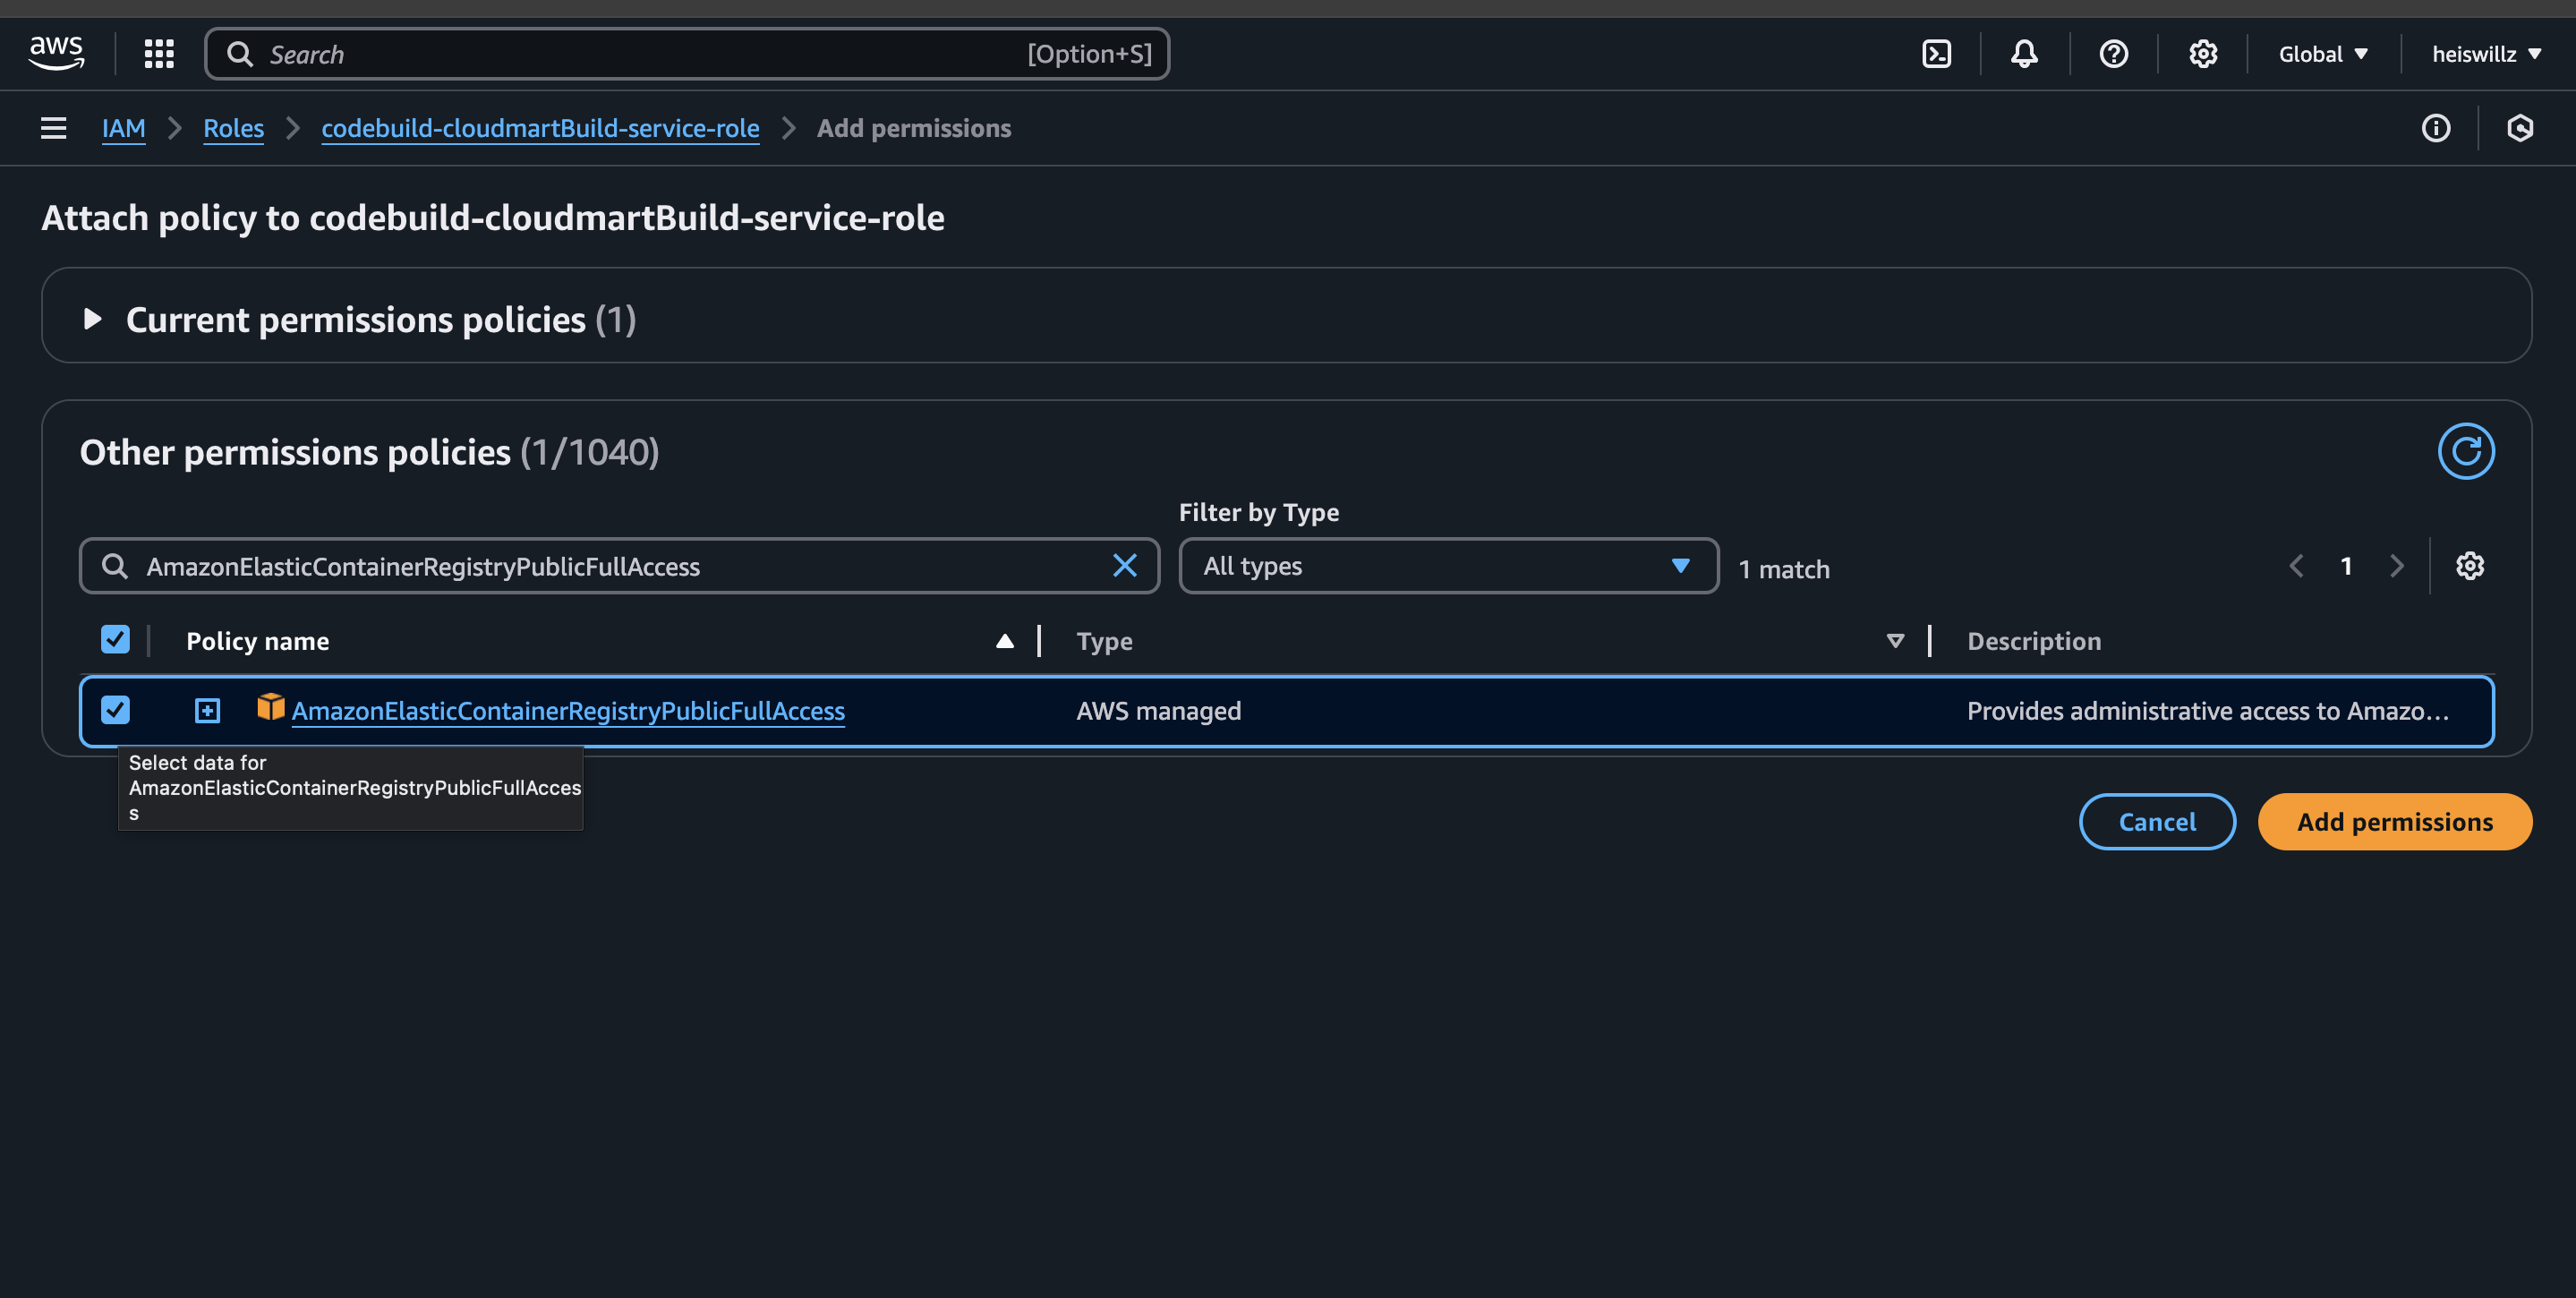 aws
Search [Option+S]
Global heiswillz
IAM Roles codebuild-cloudmartBuild-service-role Add permissions
Attach policy to codebuild-cloudmartBuild-service-role
Current permissions policies (1)
Other permissions policies (1/1040)
Filter by Type
AmazonElasticContainerRegistryPublicFullAccess All types 1 match 1
Policy name Type Description
AmazonElasticContainerRegistryPublicFullAccess AWS managed Provides administrative access to Amazo...
Select data for
AmazonElasticContainerRegistryPublicFullAcces
s
Cancel Add permissions